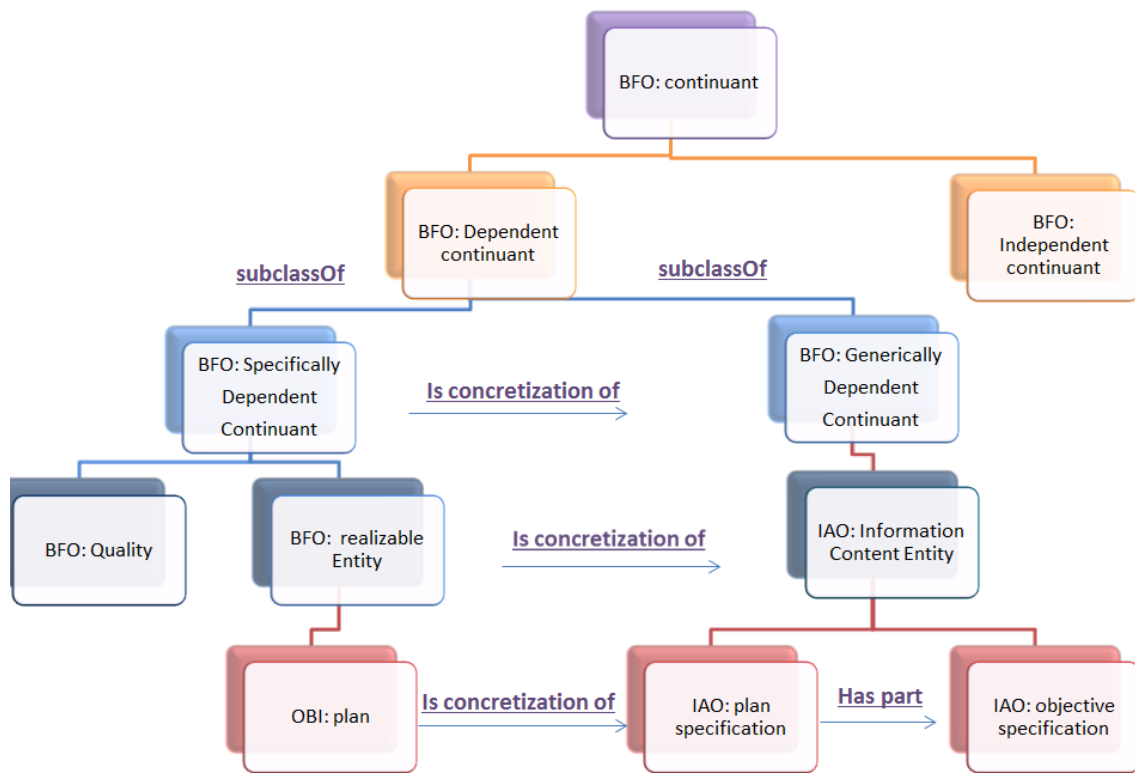 BFO: continuant
BFO: Dependent
continuant
BFO:
Independent
continuant
subclassOf
subclassOf
BFO: Specifically
Dependent
Continuant
Is concretization of
BFO: Generically
Dependent
Continuant
BFO: Quality
BFO: realizable
Entity
Is concretization of
IAO: Information
Content Entity
OBI: plan
Is concretization of
IAO: plan
specification
Has part
IAO: objective
specification